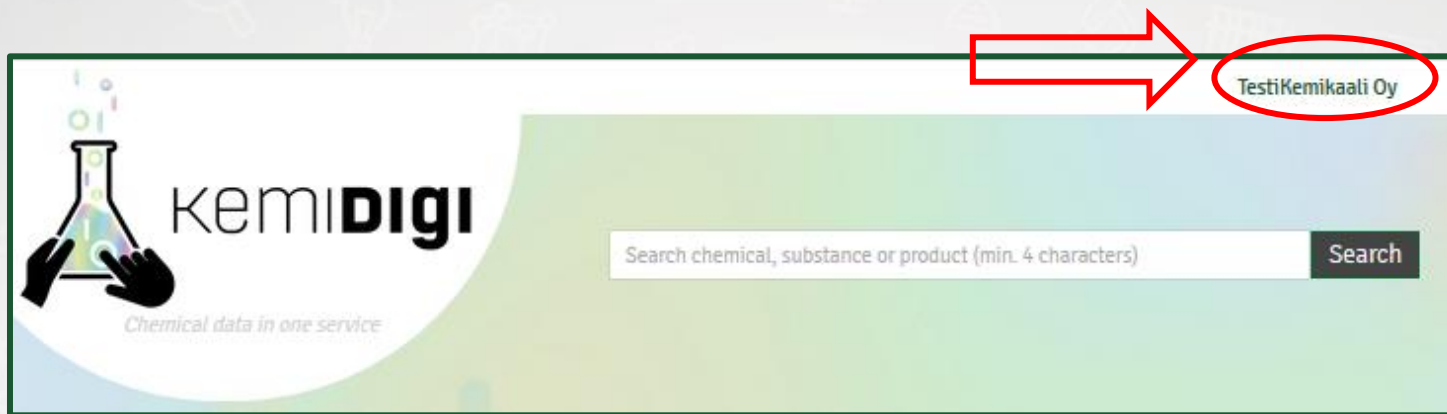 TestiKemikaali Oy
KemiDIGI
Search chemical, substance or product (min. 4 characters)
Search
Chemical data in one service